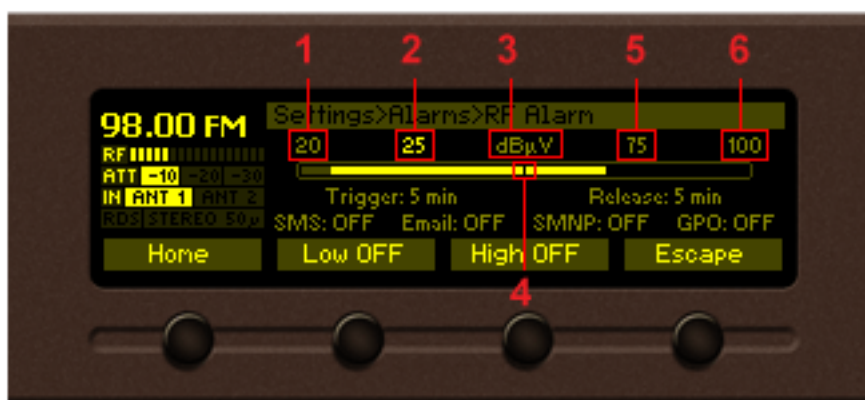 1 2 3 5 6
98.00 FM Settings>Alarms>RF Alarm
RF 20 25 dBµV 75 100
ATT -10 -20 -30
IN ANT 1 ANT 2 Trigger: 5 min Release: 5 min
RDS STEREO 50µ SMS: OFF Email: OFF SMNP: OFF GPO: OFF
Home Low OFF High OFF Escape
4